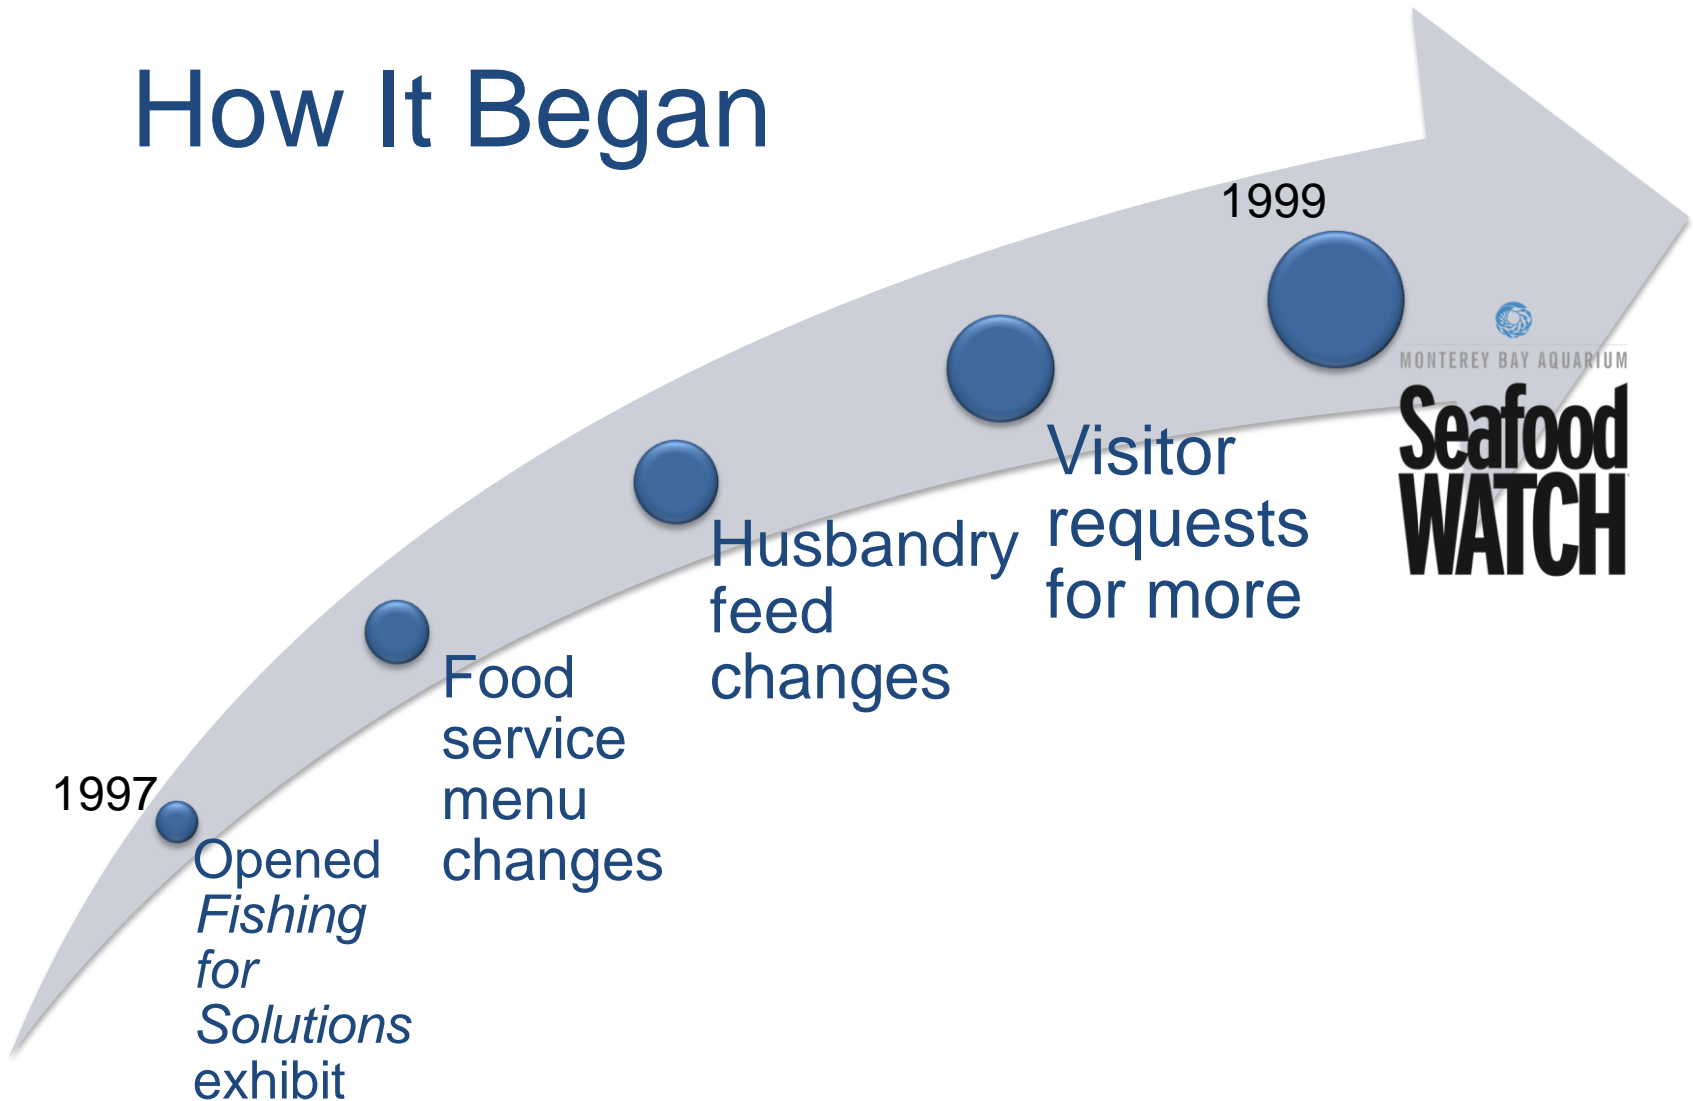 How It Began
1997
Opened
Fishing
for
Solutions
exhibit
Food
service
menu
changes
Husbandry
feed
changes
Visitor
requests
for more
1999
MONTEREY BAY AQUARIUM
Seafood
WATCH